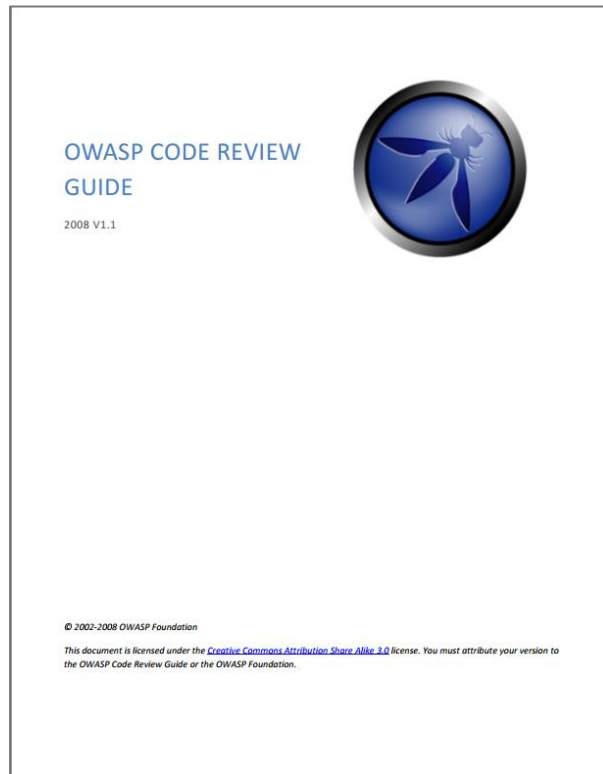 OWASP CODE REVIEW
GUIDE
2008 V1.1
© 2002-2008 OWASP Foundation
This document is licensed under the Creative Commons Attribution Share Alike 3.0 license. You must attribute your version to
the OWASP Code Review Guide or the OWASP Foundation.